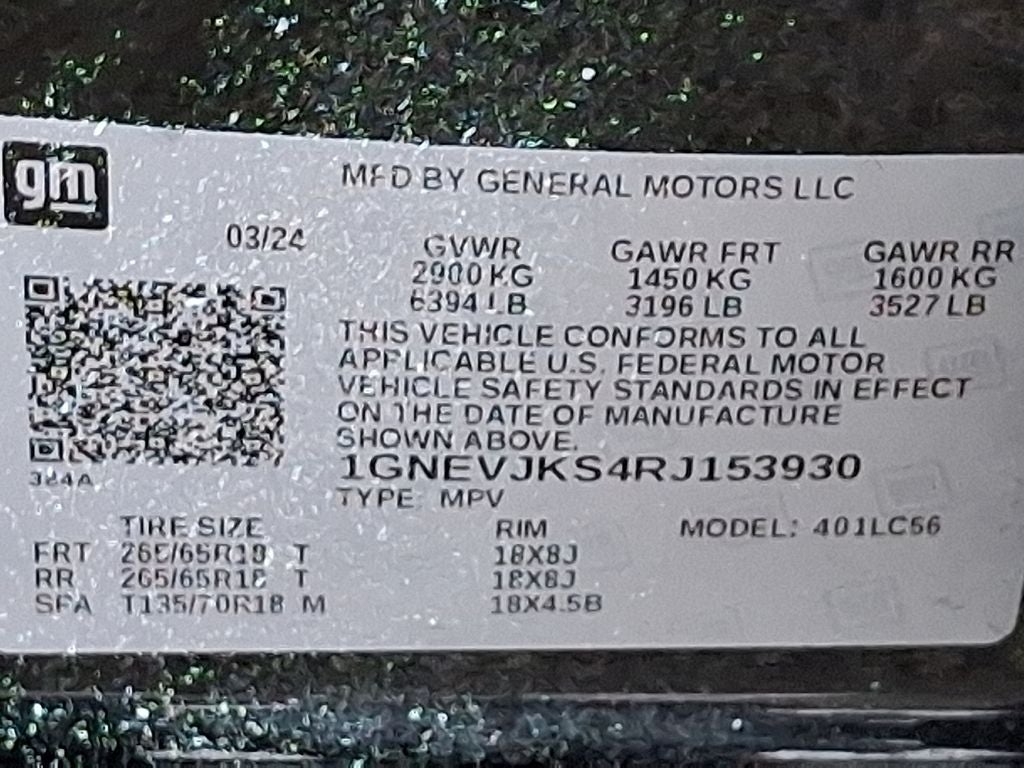 gm
MFD BY GENERAL MOTORS LLC
03/24
GVWR GAWR FRT GAWR RR
2900 KG 1450 KG 1600 KG
6394 LB 3196 LB 3527 LB
THIS VEHICLE CONFORMS TO ALL
APPLICABLE U.S. FEDERAL MOTOR
VEHICLE SAFETY STANDARDS IN EFFECT
ON THE DATE OF MANUFACTURE
SHOWN ABOVE.
1GNEVJKS4RJ153930
324A
TYPE: MPV
TIRE SIZE RIM MODEL: 401LC56
FRT 265/65R18 T 18X8J
RR 265/65R18 T 18X8J
SPA T135/70R18 M 18X4.5B